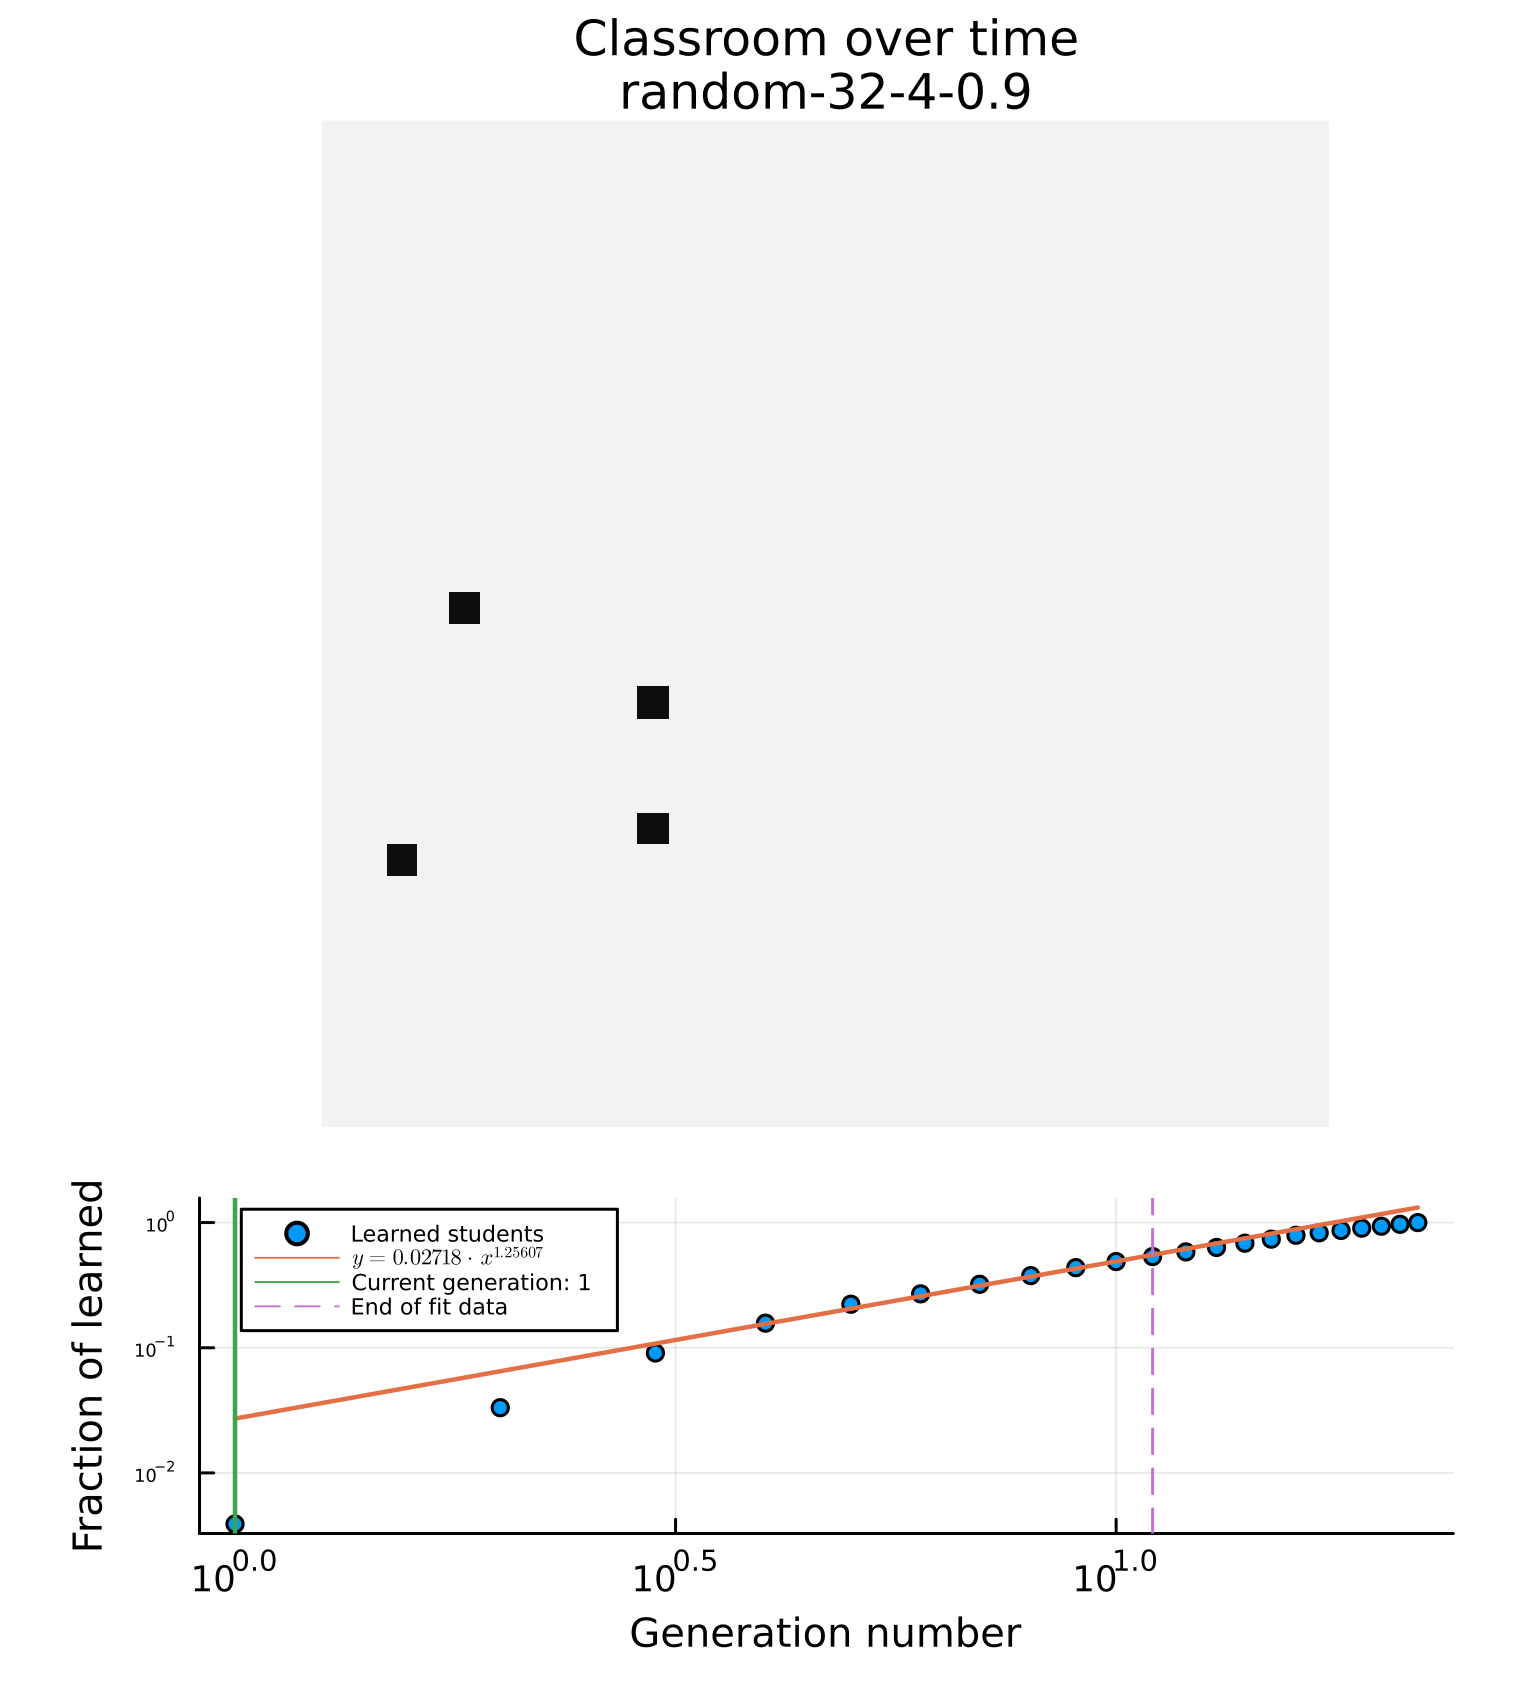 Classroom over time
random-32-4-0.9
Fraction of learned
10^0
10^-1
10^-2
Learned students
y = 0.02718 · x^1.25607
Current generation: 1
End of fit data
10^0.0
10^0.5
10^1.0
Generation number